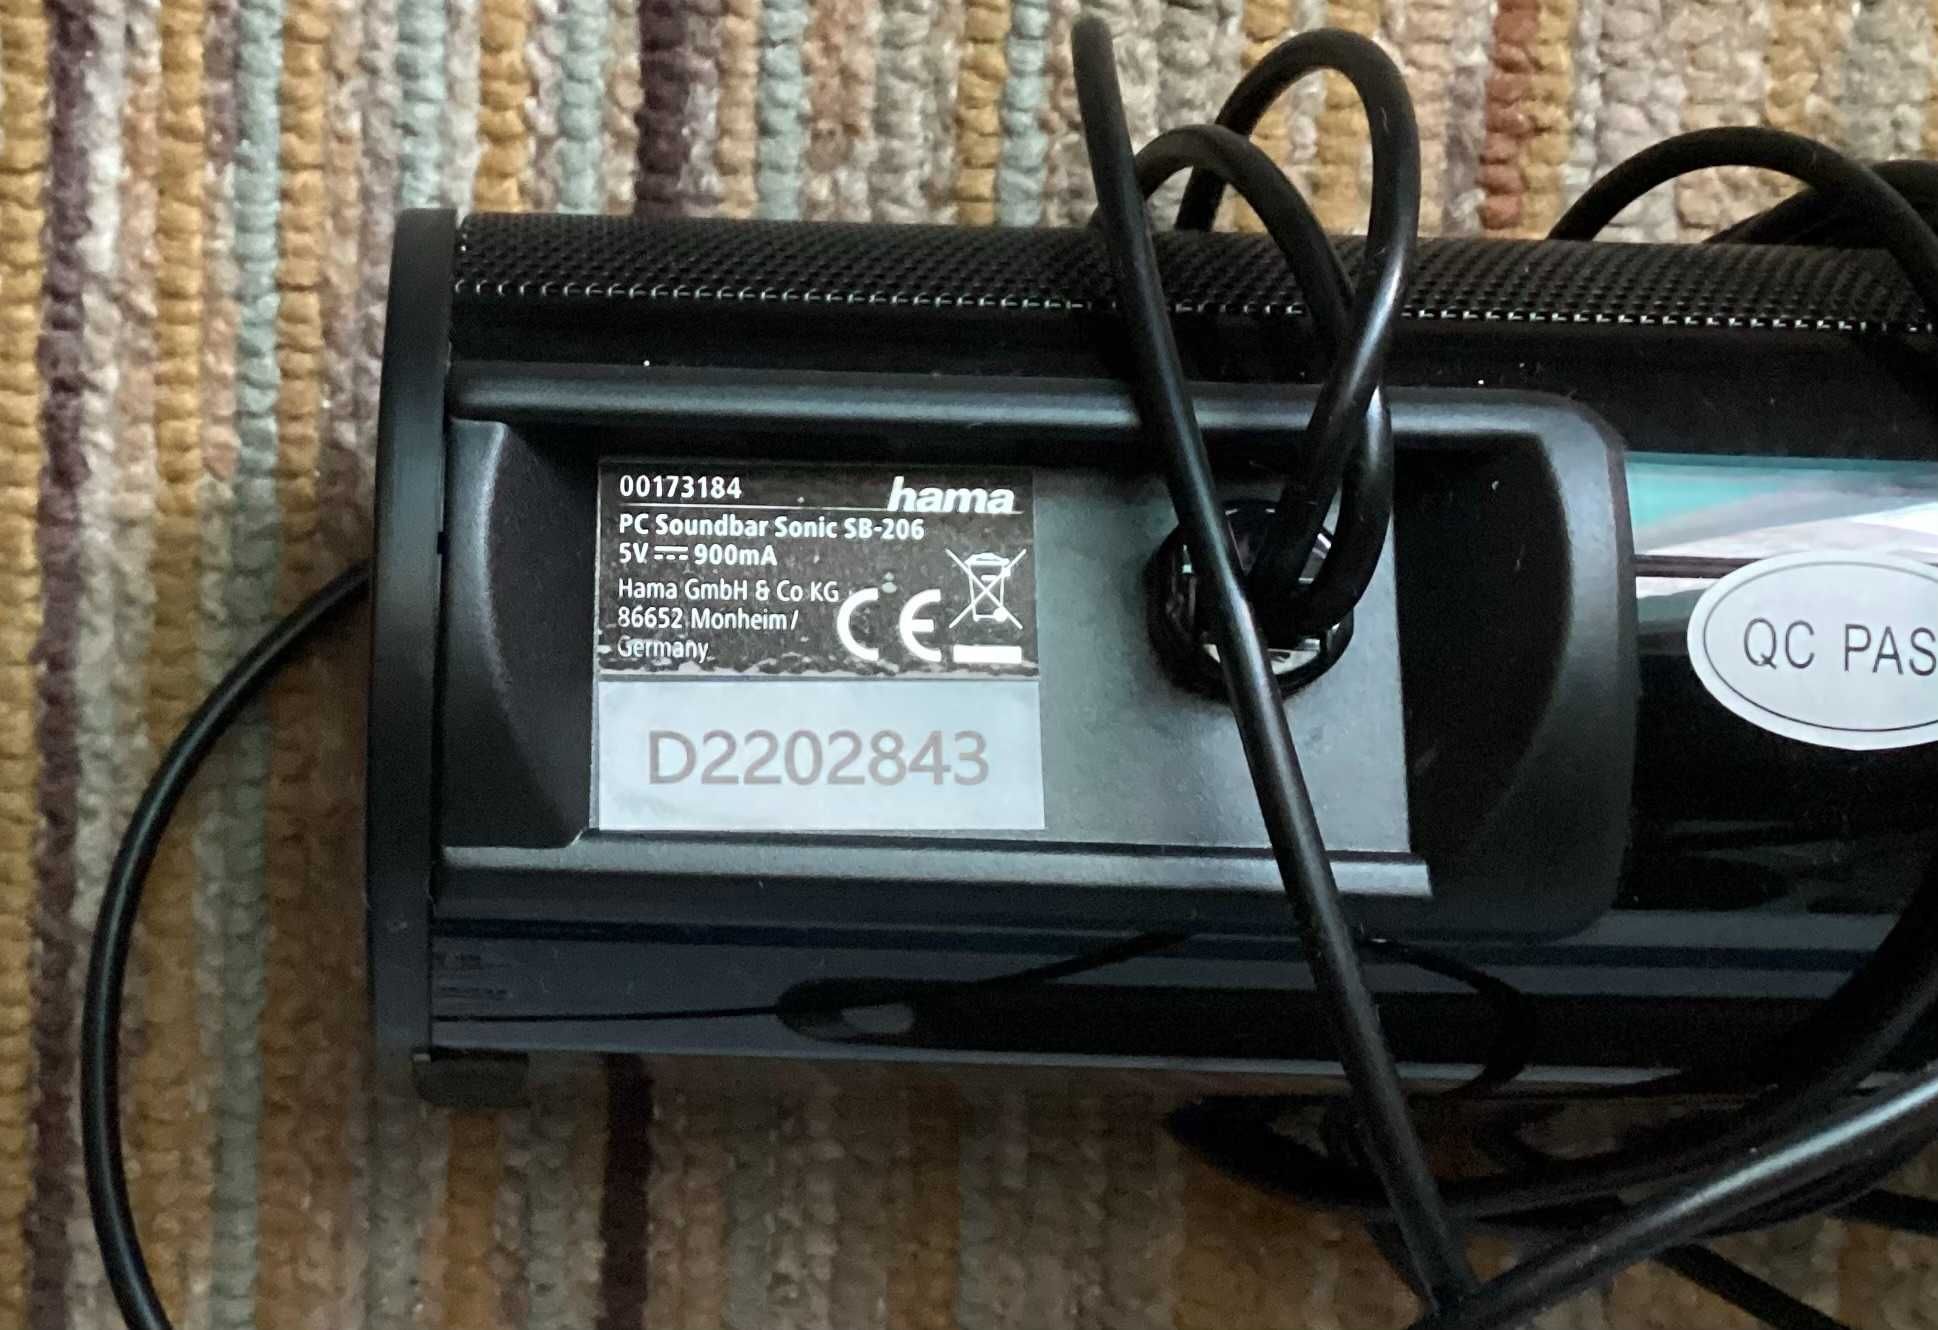 00173184 hama
PC Soundbar Sonic SB-206
5V ⎓ 900mA
Hama GmbH & Co KG
86652 Monheim/
Germany
CE
D2202843
QC PAS